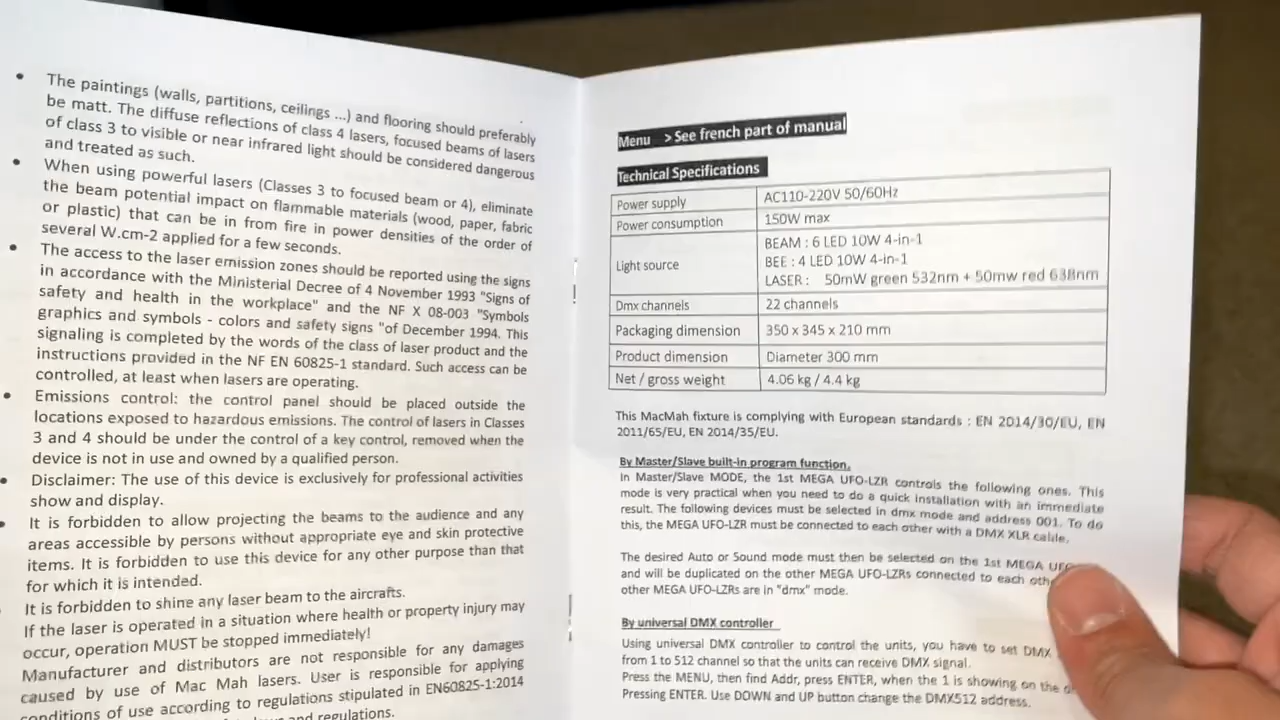 • The paintings (walls, partitions, ceilings ...) and flooring should preferably
be matt. The diffuse reflections of class 4 lasers, focused beams of lasers
of class 3 to visible or near infrared light should be considered dangerous
and treated as such.
• When using powerful lasers (Classes 3 to focused beam or 4), eliminate
the beam potential impact on flammable materials (wood, paper, fabric
or plastic) that can be in from fire in power densities of the order of
several W.cm-2 applied for a few seconds.
• The access to the laser emission zones should be reported using the signs
in accordance with the Ministerial Decree of 4 November 1993 "Signs of
safety and health in the workplace" and the NF X 08-003 "Symbols
graphics and symbols - colors and safety signs "of December 1994. This
signaling is completed by the words of the class of laser product and the
instructions provided in the NF EN 60825-1 standard. Such access can be
controlled, at least when lasers are operating.
• Emissions control: the control panel should be placed outside the
locations exposed to hazardous emissions. The control of lasers in Classes
3 and 4 should be under the control of a key control, removed when the
device is not in use and owned by a qualified person.
• Disclaimer: The use of this device is exclusively for professional activities
show and display.
• It is forbidden to allow projecting the beams to the audience and any
areas accessible by persons without appropriate eye and skin protective
items. It is forbidden to use this device for any other purpose than that
for which it is intended.
It is forbidden to shine any laser beam to the aircrafts.
If the laser is operated in a situation where health or property injury may
occur, operation MUST be stopped immediately!
Manufacturer and distributors are not responsible for any damages
caused by use of Mac Mah lasers. User is responsible for applying
conditions of use according to regulations stipulated in EN60825-1:2014
and regulations.
Menu > See french part of manual
Technical Specifications
Power supply AC110-220V 50/60Hz
Power consumption 150W max
Light source BEAM : 6 LED 10W 4-in-1
BEE : 4 LED 10W 4-in-1
LASER : 50mW green 532nm + 50mw red 638nm
Dmx channels 22 channels
Packaging dimension 350 x 345 x 210 mm
Product dimension Diameter 300 mm
Net / gross weight 4.06 kg / 4.4 kg
This MacMah fixture is complying with European standards : EN 2014/30/EU, EN
2011/65/EU, EN 2014/35/EU.
By Master/Slave built-in program function.
In Master/Slave MODE, the 1st MEGA UFO-LZR controls the following ones. This
mode is very practical when you need to do a quick installation with an immediate
result. The following devices must be selected in dmx mode and address 001. To do
this, the MEGA UFO-LZR must be connected to each other with a DMX XLR cable.
The desired Auto or Sound mode must then be selected on the 1st MEGA
and will be duplicated on the other MEGA UFO-LZRs connected to each
other MEGA UFO-LZRs are in "dmx" mode.
By universal DMX controller
Using universal DMX controller to control the units, you have to set DMX
from 1 to 512 channel so that the units can receive DMX signal.
Press the MENU, then find Addr, press ENTER, when the 1 is showing on the
Pressing ENTER. Use DOWN and UP button change the DMX512 address.